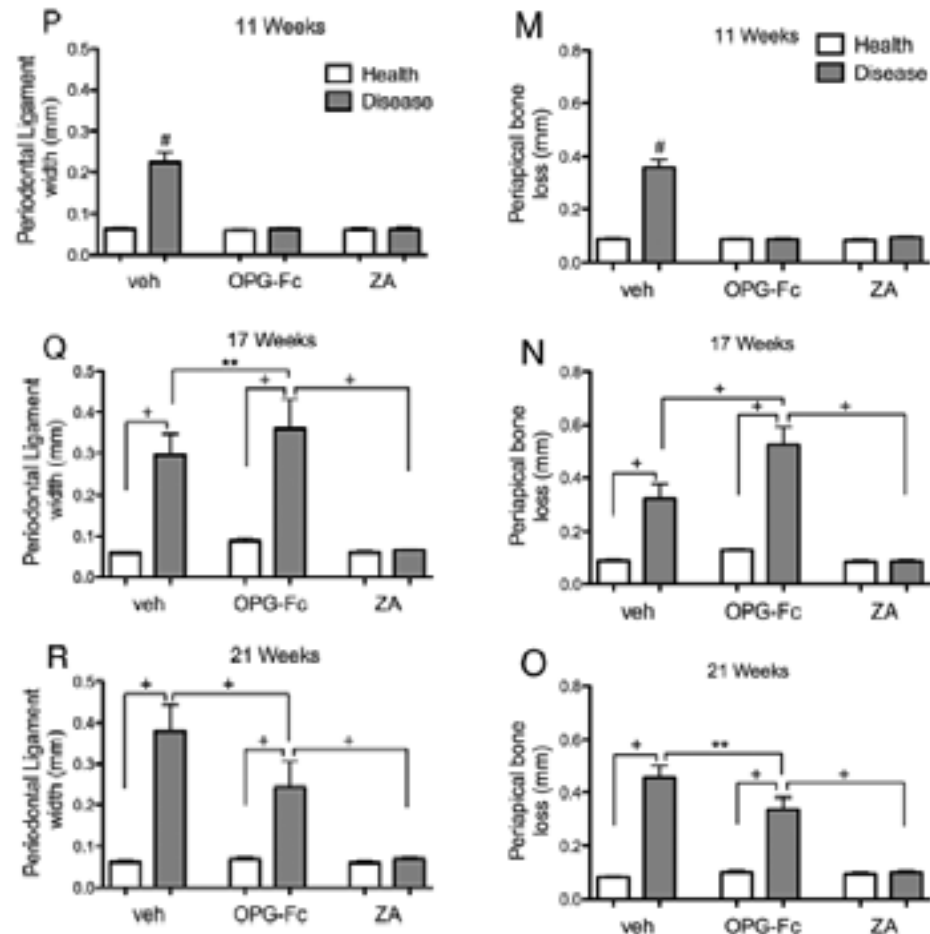 P
11 Weeks
Periodontal Ligament
width (mm)
0.5
0.4
0.3
0.2
0.1
0.0
Health
Disease
#
veh OPG-Fc ZA
M
11 Weeks
Periapical bone
loss (mm)
0.8
0.6
0.4
0.2
0.0
Health
Disease
#
veh OPG-Fc ZA
Q
17 Weeks
Periodontal Ligament
width (mm)
0.5
0.4
0.3
0.2
0.1
0.0
**
+ + +
veh OPG-Fc ZA
N
17 Weeks
Periapical bone
loss (mm)
0.8
0.6
0.4
0.2
0.0
+
+ + +
veh OPG-Fc ZA
R
21 Weeks
Periodontal Ligament
width (mm)
0.5
0.4
0.3
0.2
0.1
0.0
+ +
+ +
veh OPG-Fc ZA
O
21 Weeks
Periapical bone
loss (mm)
0.8
0.6
0.4
0.2
0.0
+ **
+ +
veh OPG-Fc ZA